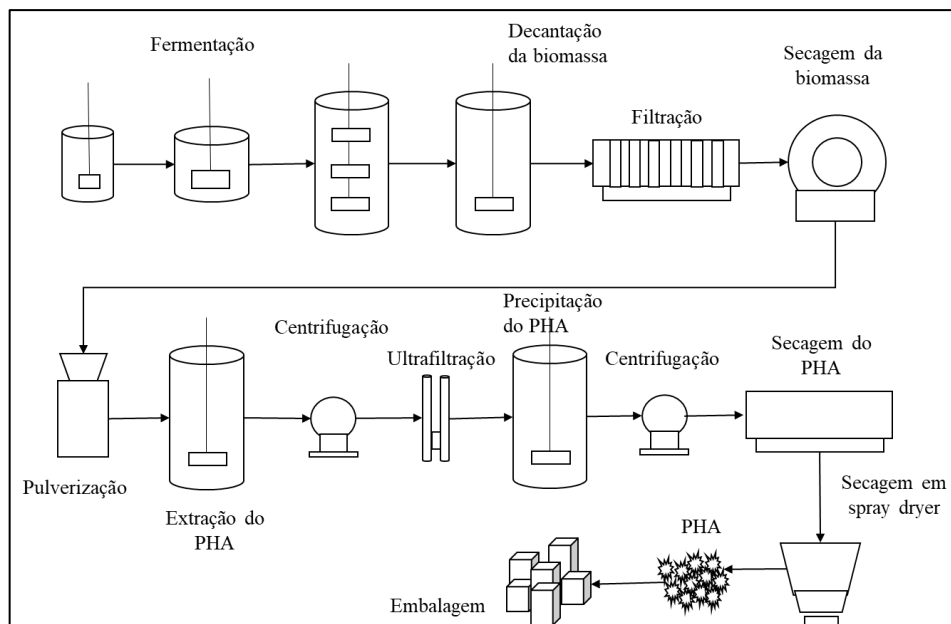 Fermentação
Decantação
da biomassa
Secagem da
biomassa
Filtração
Centrifugação
Ultrafiltração
Precipitação
do PHA
Centrifugação
Secagem do
PHA
Pulverização
Extração do
PHA
Secagem em
spray dryer
PHA
Embalagem